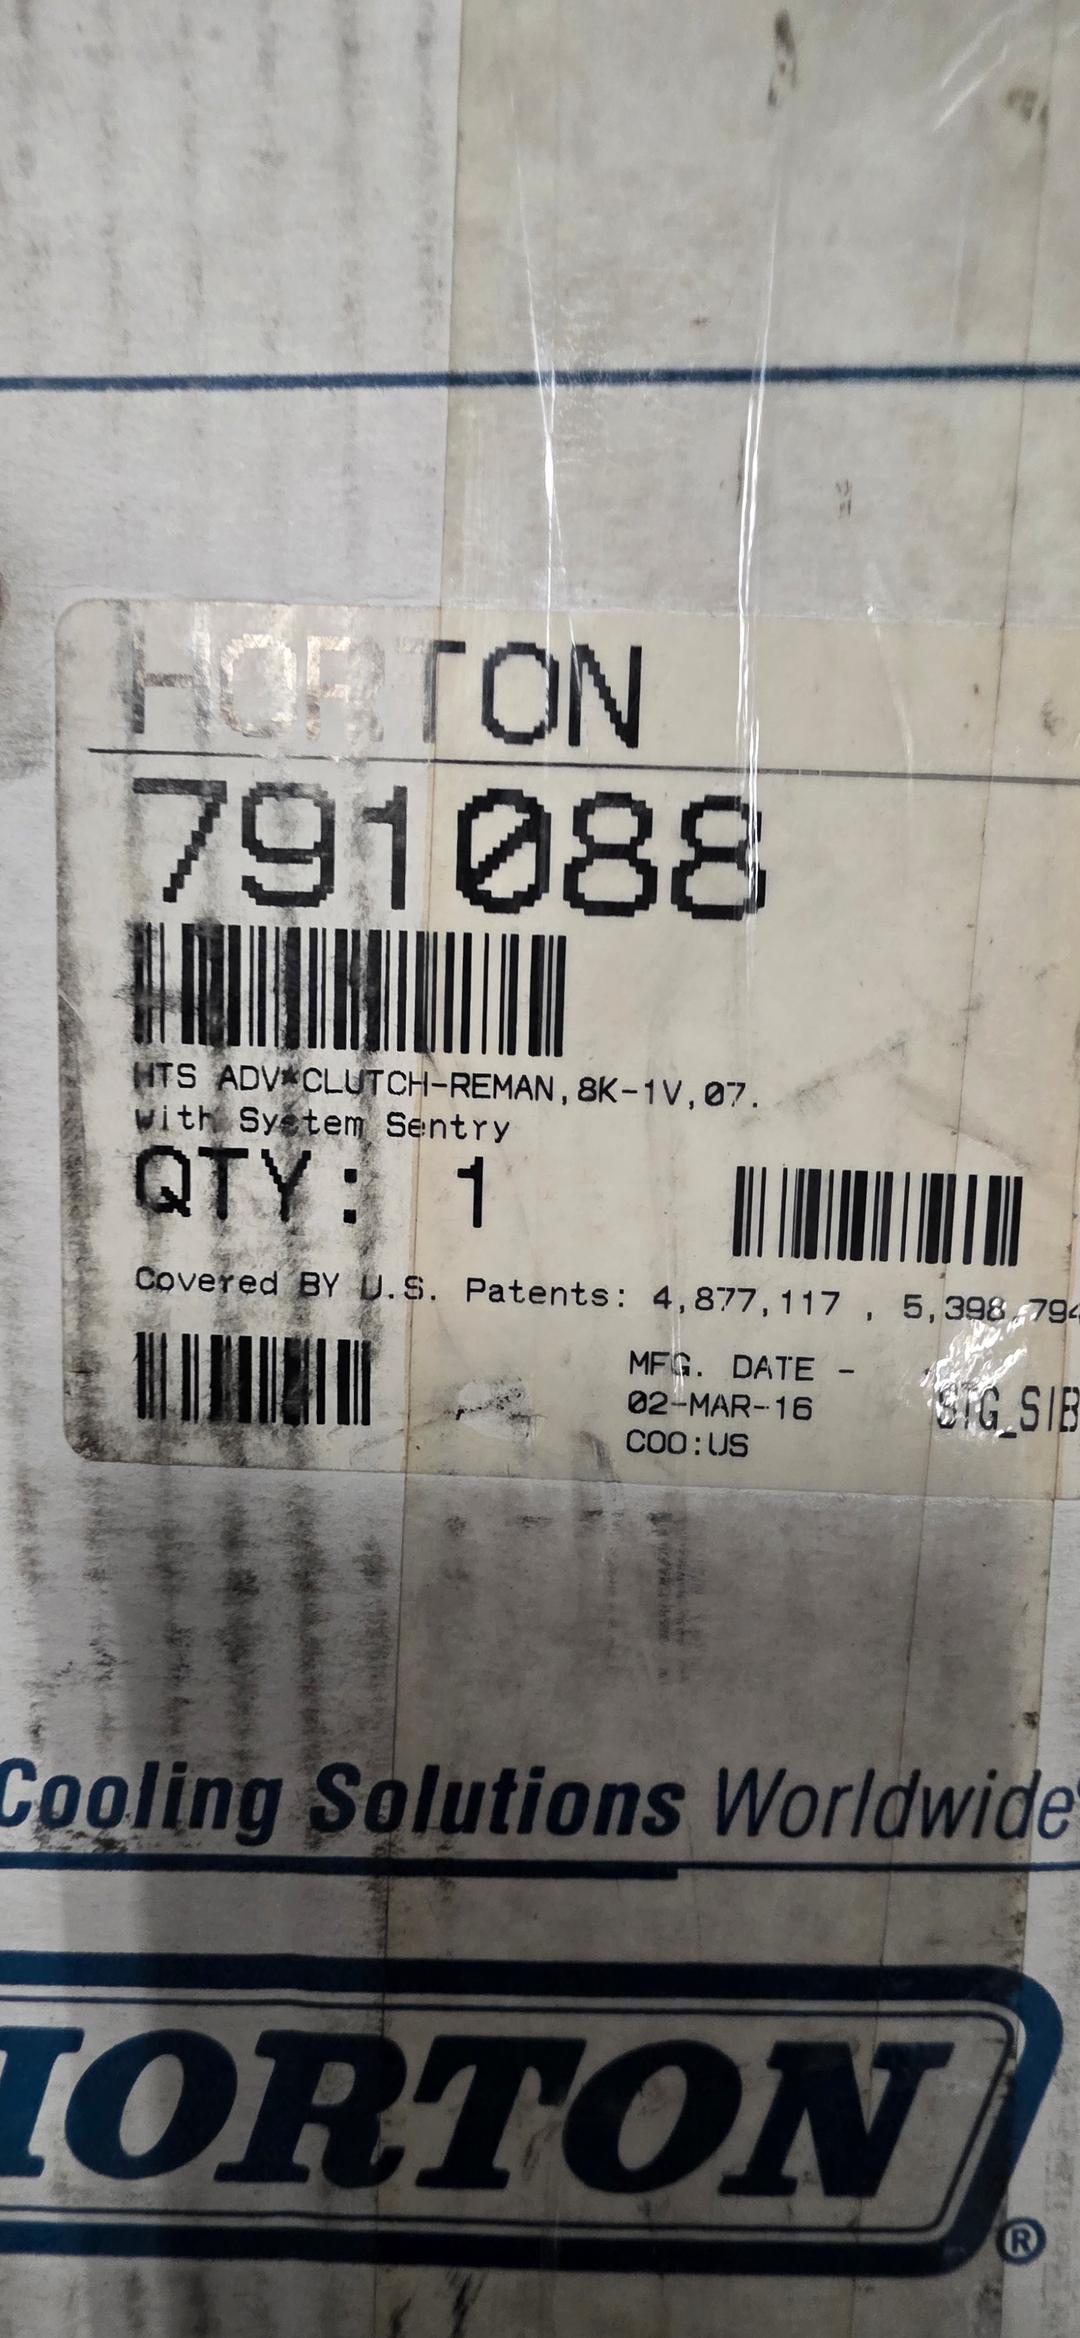 HORTON
791088
HTS ADV*CLUTCH-REMAN,8K-1V,07.
with System Sentry
QTY: 1
Covered BY U.S. Patents: 4,877,117 , 5,398,794
MFG. DATE -
02-MAR-16 STG_SIB
COO:US
Cooling Solutions Worldwide
HORTON®